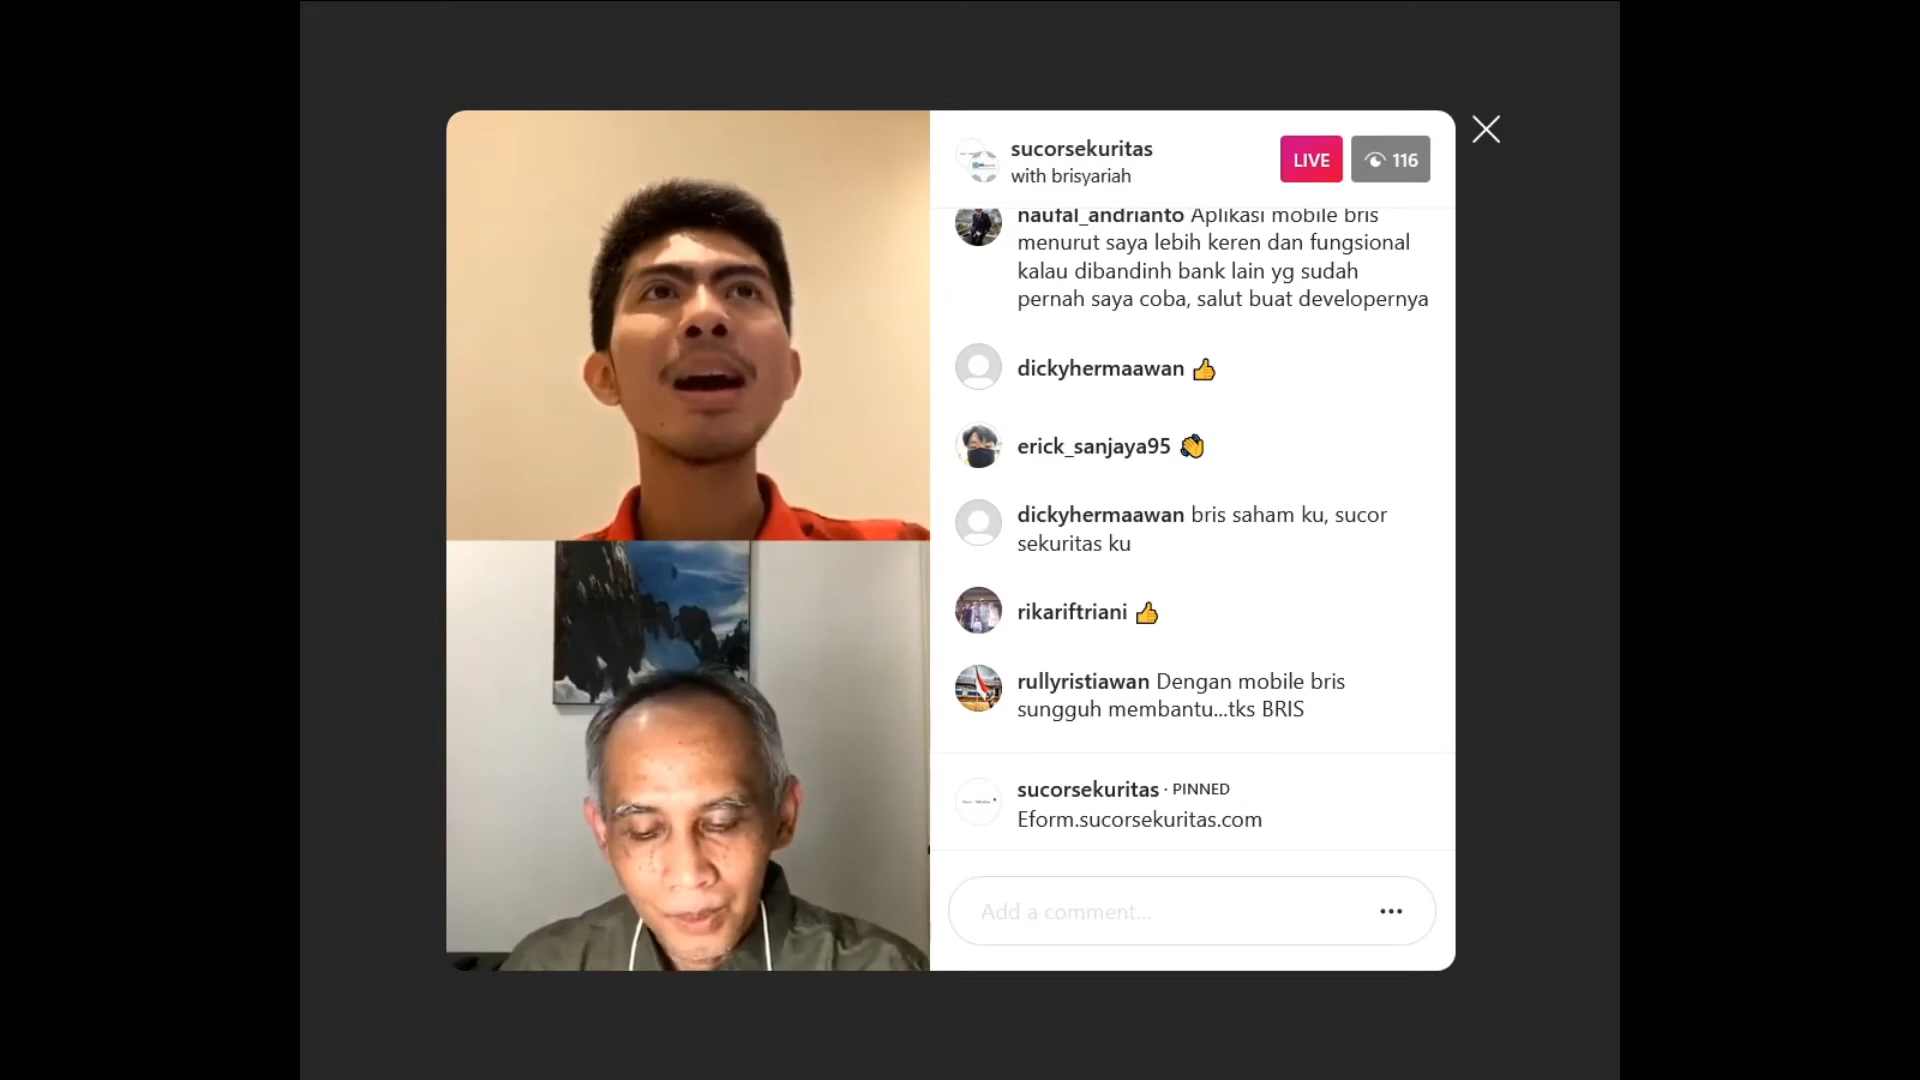 sucorsekuritas
with brisyariah
LIVE
116
naufal_andrianto Aplikasi mobile bris
menurut saya lebih keren dan fungsional
kalau dibandinh bank lain yg sudah
pernah saya coba, salut buat developernya
dickyhermaawan 👍
erick_sanjaya95 👏
dickyhermaawan bris saham ku, sucor
sekuritas ku
rikariftriani 👍
rullyristiawan Dengan mobile bris
sungguh membantu...tks BRIS
sucorsekuritas · PINNED
Eform.sucorsekuritas.com
Add a comment...